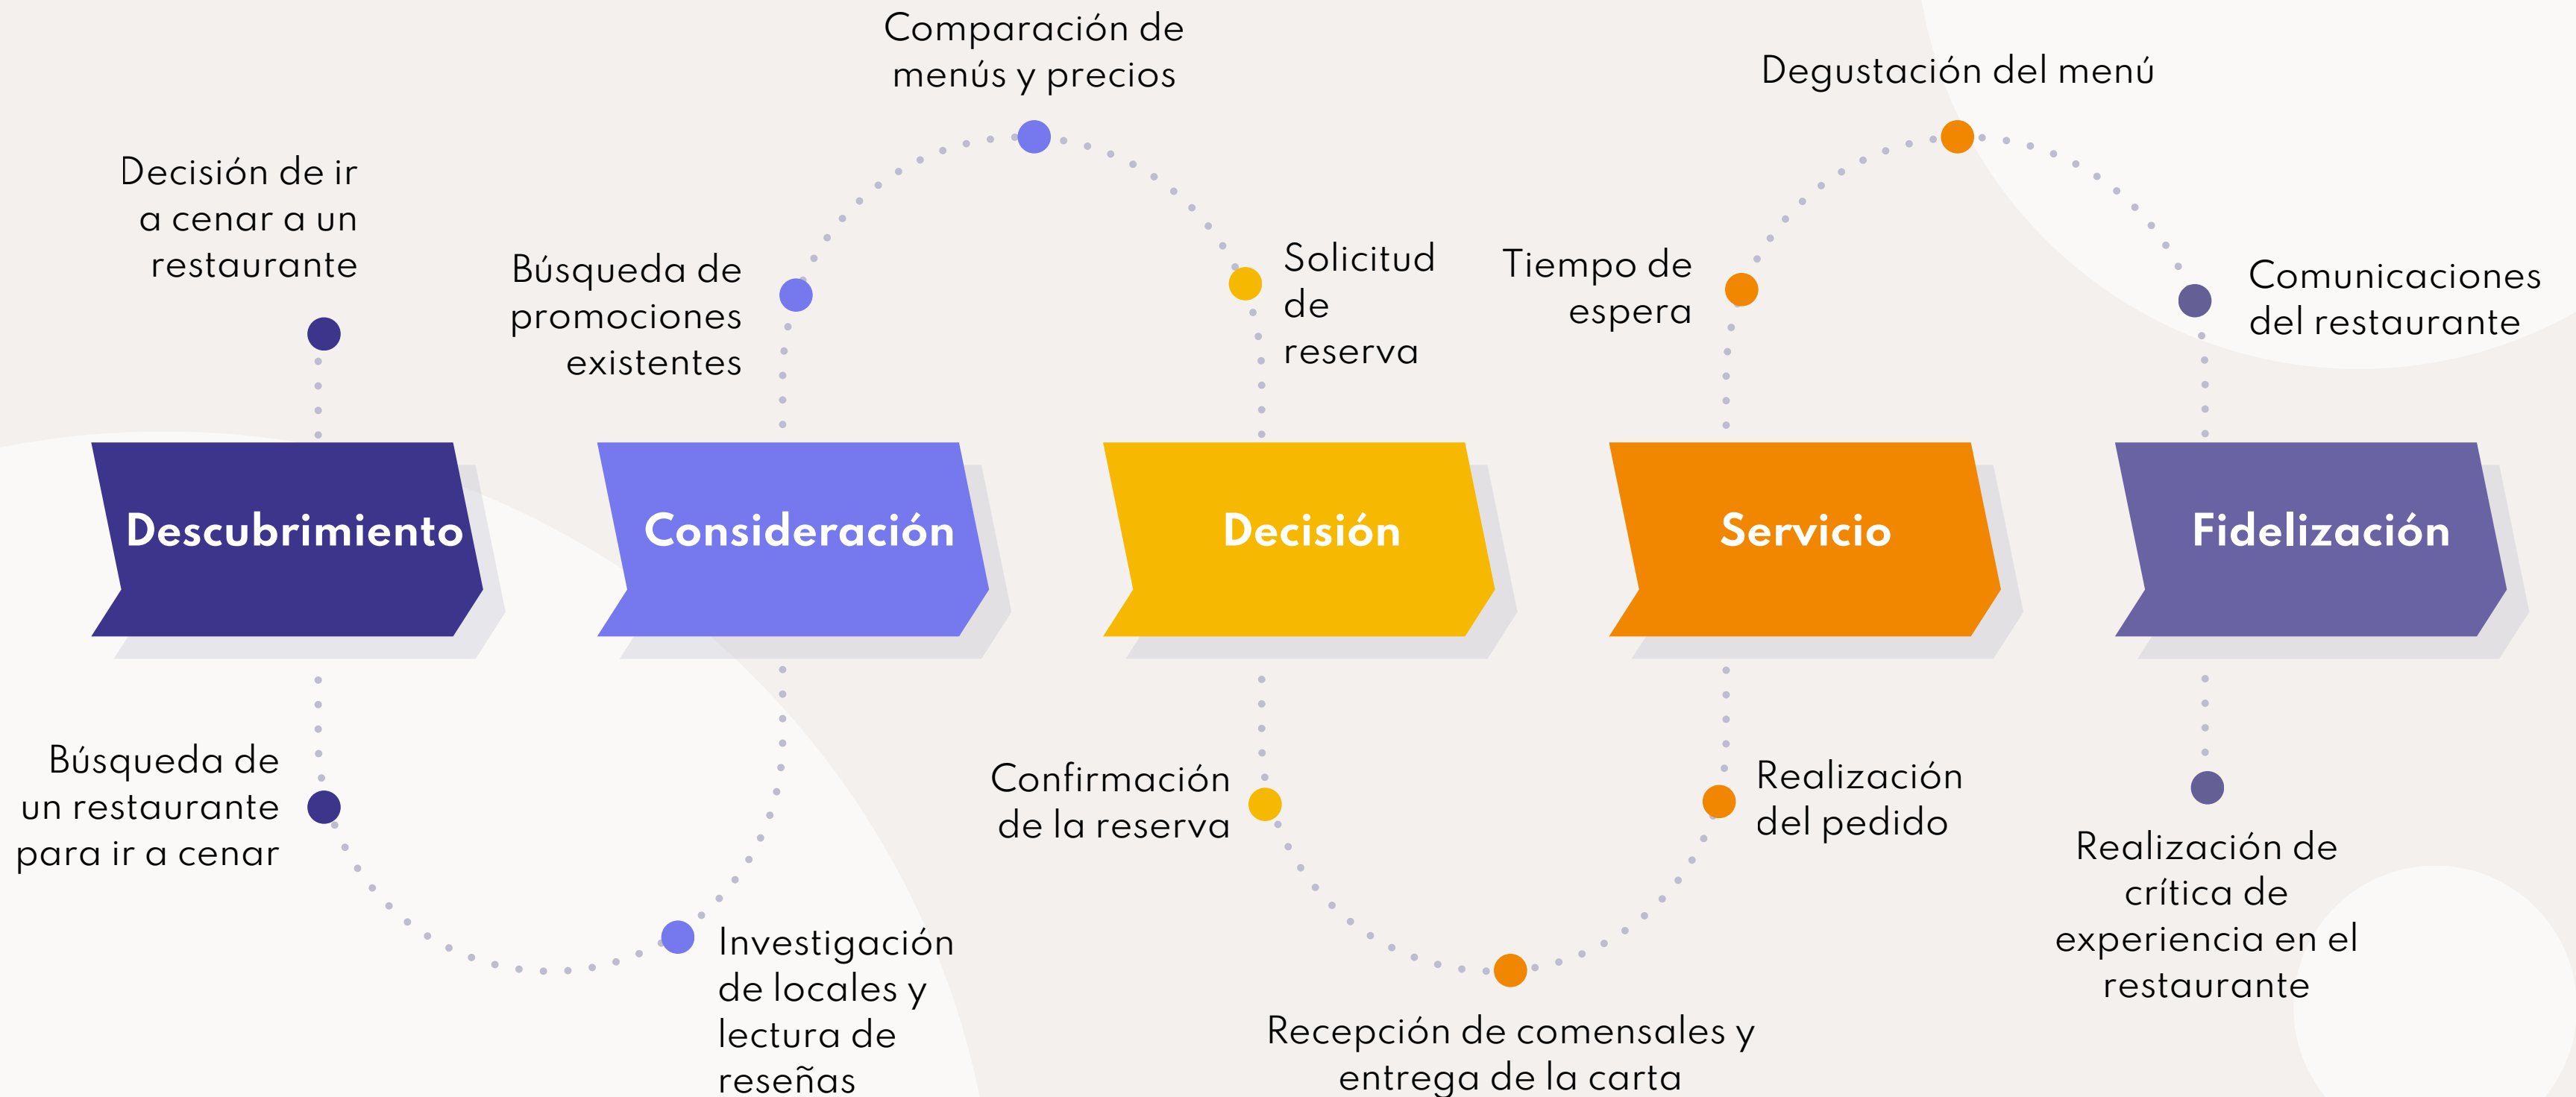 Decisión de ir
a cenar a un
restaurante
Descubrimiento
Búsqueda de
un restaurante
para ir a cenar
Investigación
de locales y
lectura de
reseñas
Consideración
Búsqueda de
promociones
existentes
Comparación de
menús y precios
Solicitud
de
reserva
Decisión
Confirmación
de la reserva
Recepción de comensales y
entrega de la carta
Realización
del pedido
Servicio
Tiempo de
espera
Degustación del menú
Comunicaciones
del restaurante
Fidelización
Realización de
crítica de
experiencia en el
restaurante